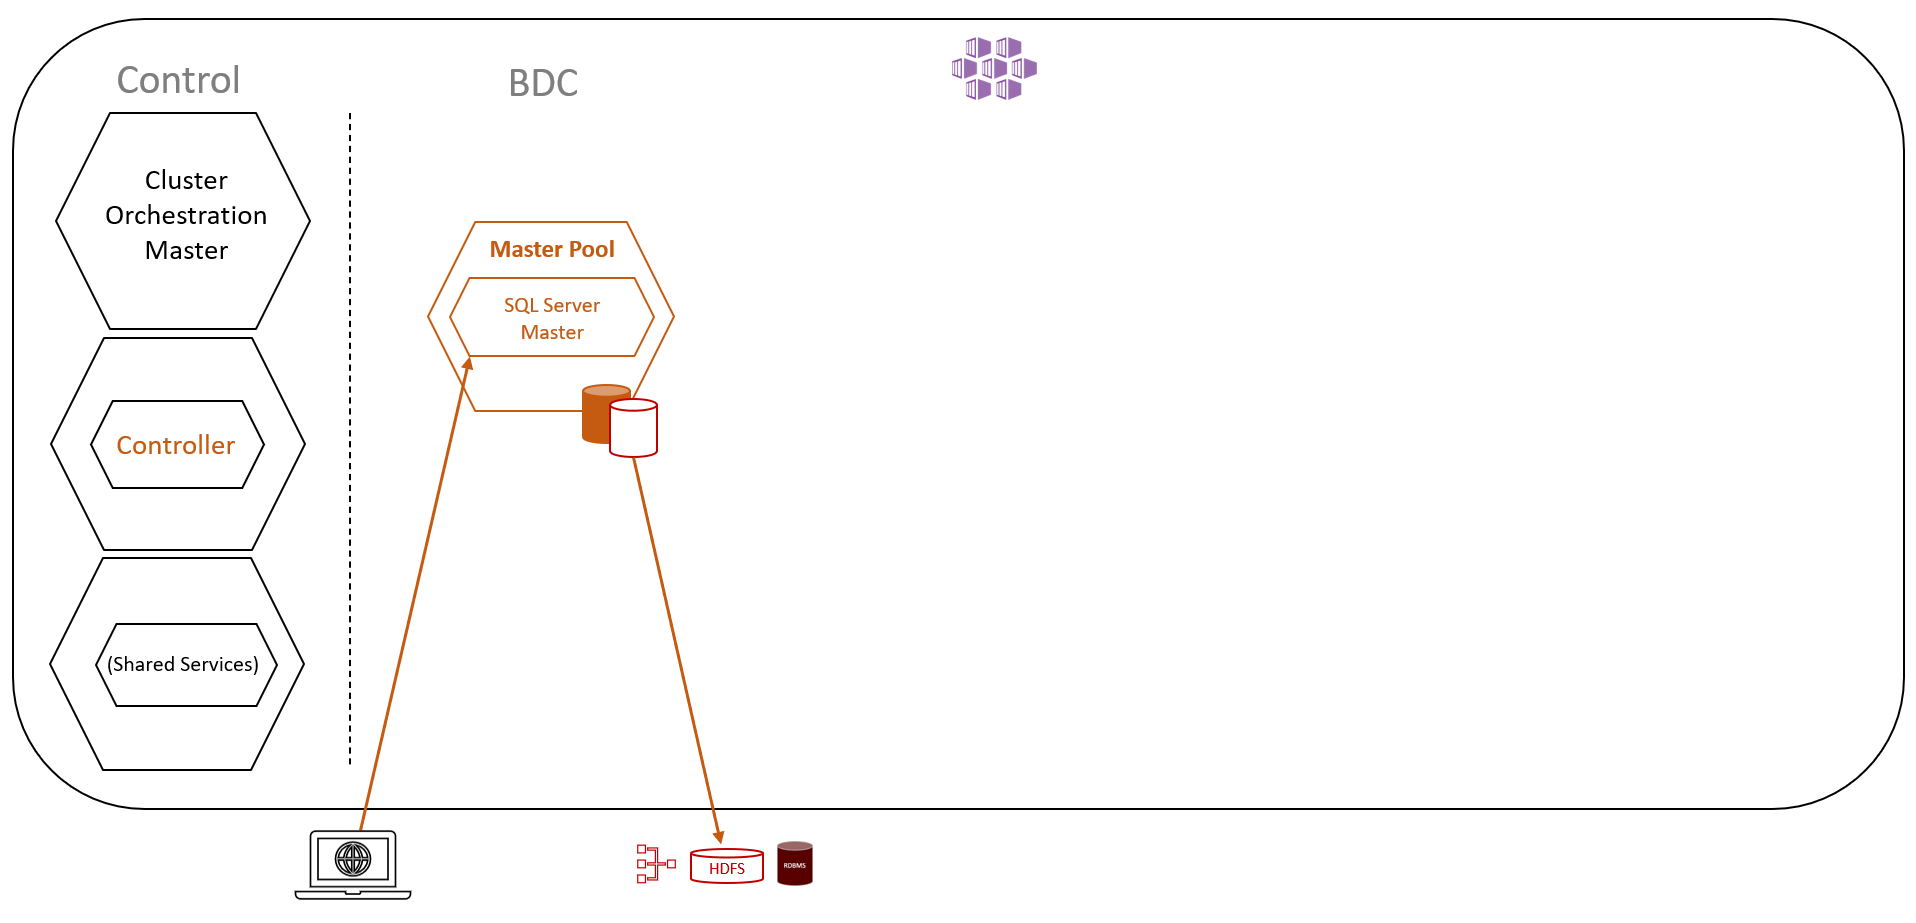 Control
BDC
Cluster
Orchestration
Master
Master Pool
SQL Server
Master
Controller
(Shared Services)
HDFS
RDBMS